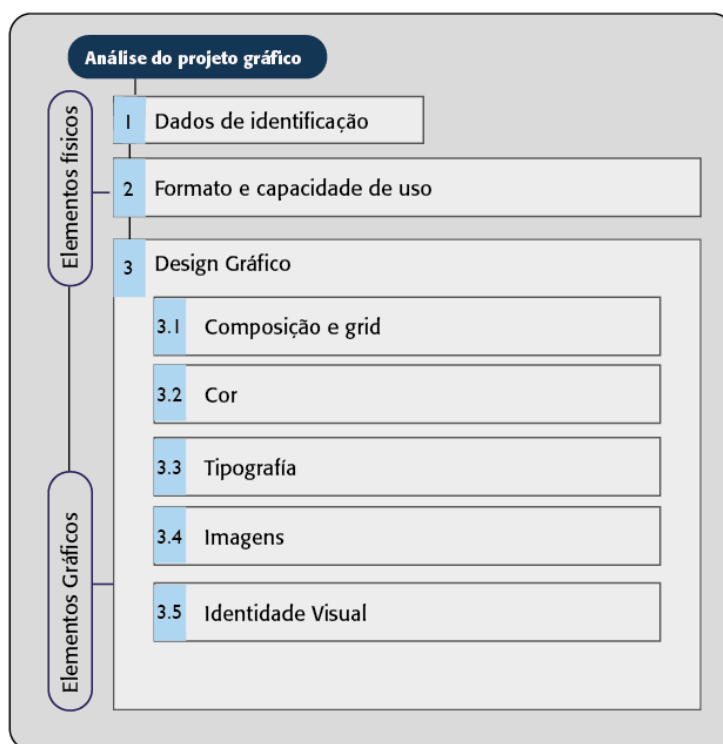 Análise do projeto gráfico
Elementos físicos
1 Dados de identificação
2 Formato e capacidade de uso
3 Design Gráfico
3.1 Composição e grid
3.2 Cor
3.3 Tipografía
3.4 Imagens
3.5 Identidade Visual
Elementos Gráficos